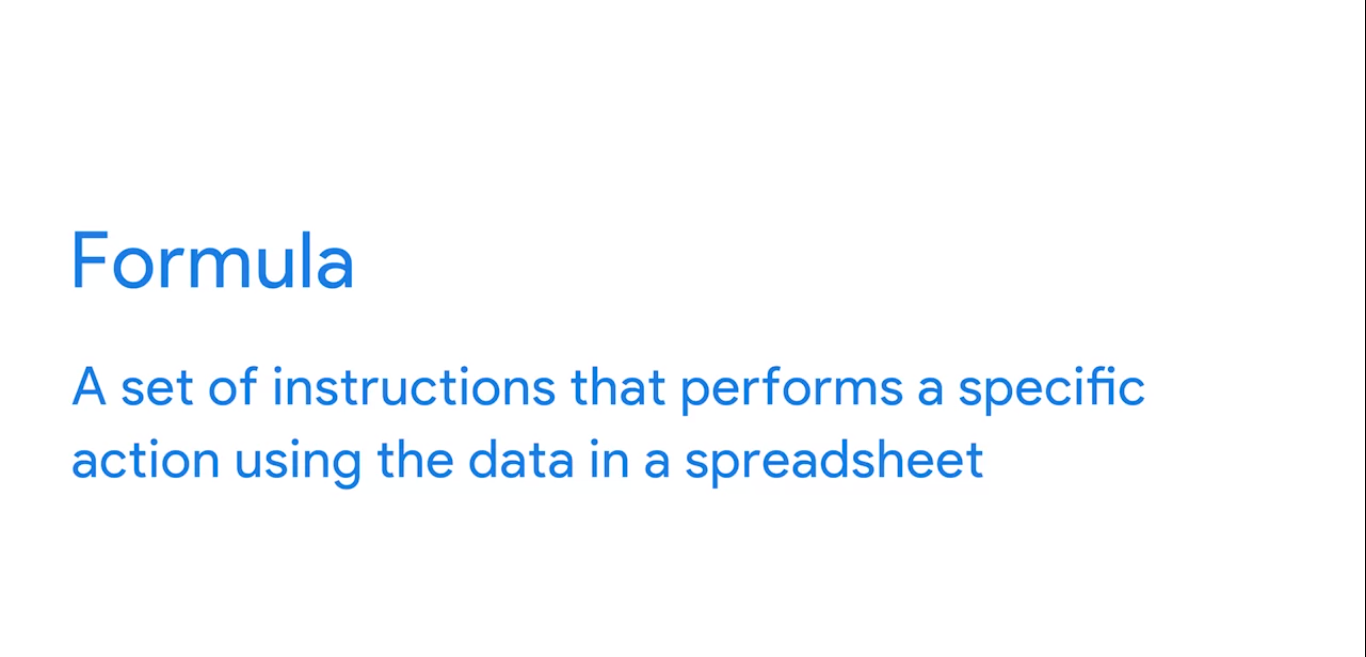 Formula
A set of instructions that performs a specific
action using the data in a spreadsheet